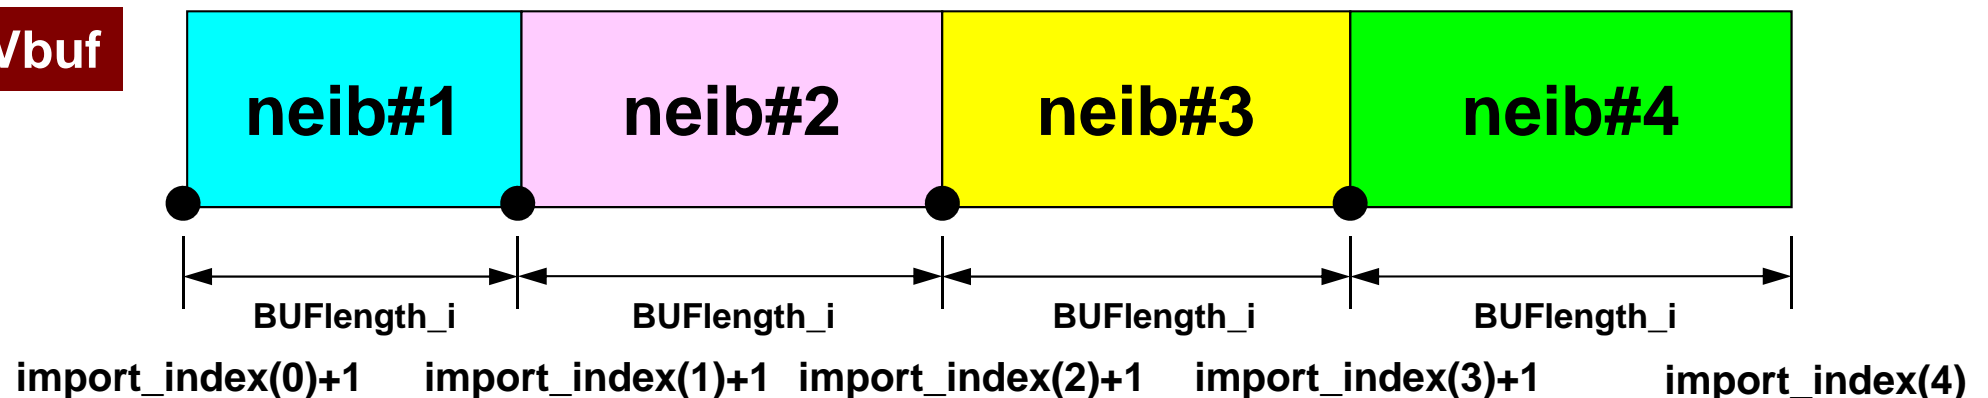 Vbuf
neib#1 neib#2 neib#3 neib#4
BUFlength_i BUFlength_i BUFlength_i BUFlength_i
import_index(0)+1 import_index(1)+1 import_index(2)+1 import_index(3)+1 import_index(4)